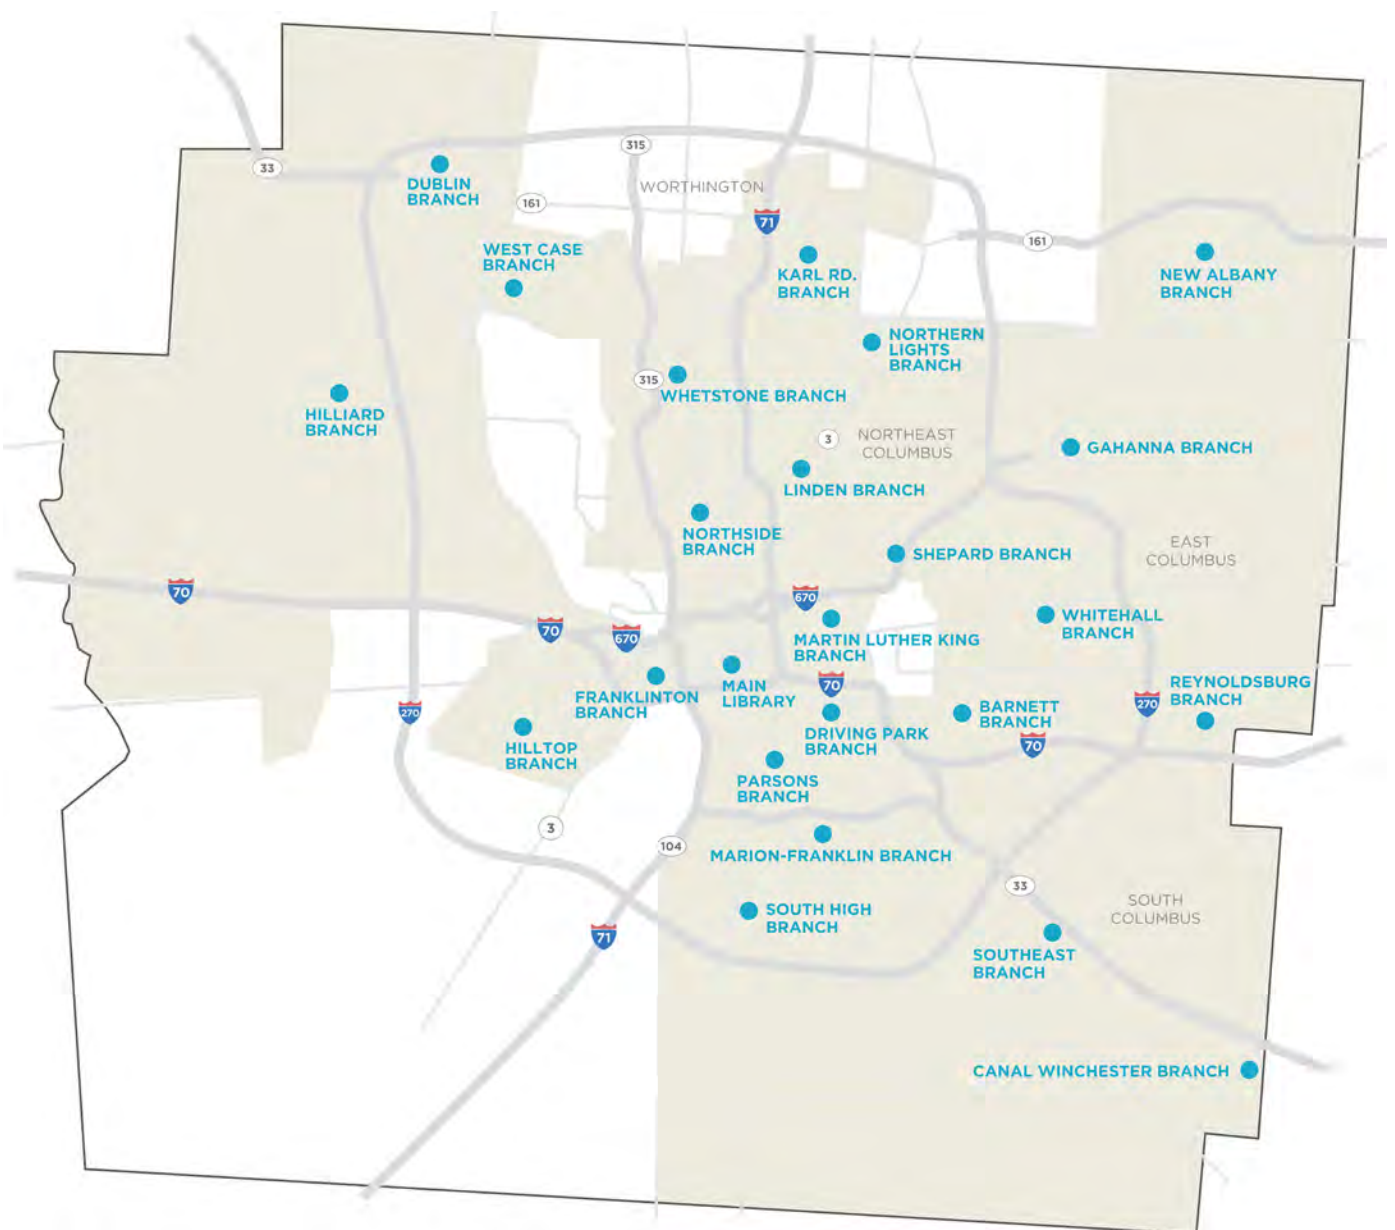 315
33
DUBLIN
BRANCH
WORTHINGTON
161
71
161
WEST CASE
BRANCH
KARL RD.
BRANCH
NEW ALBANY
BRANCH
NORTHERN
LIGHTS
BRANCH
315
WHETSTONE BRANCH
HILLIARD
BRANCH
3
NORTHEAST
COLUMBUS
GAHANNA BRANCH
LINDEN BRANCH
NORTHSIDE
BRANCH
SHEPARD BRANCH
EAST
COLUMBUS
70
670
70
670
MARTIN LUTHER KING
BRANCH
WHITEHALL
BRANCH
FRANKLINTON
BRANCH
MAIN
LIBRARY
70
REYNOLDSBURG
BRANCH
270
270
BARNETT
BRANCH
DRIVING PARK
BRANCH
70
HILLTOP
BRANCH
PARSONS
BRANCH
3
104
MARION-FRANKLIN BRANCH
33
SOUTH
COLUMBUS
SOUTH HIGH
BRANCH
71
SOUTHEAST
BRANCH
CANAL WINCHESTER BRANCH